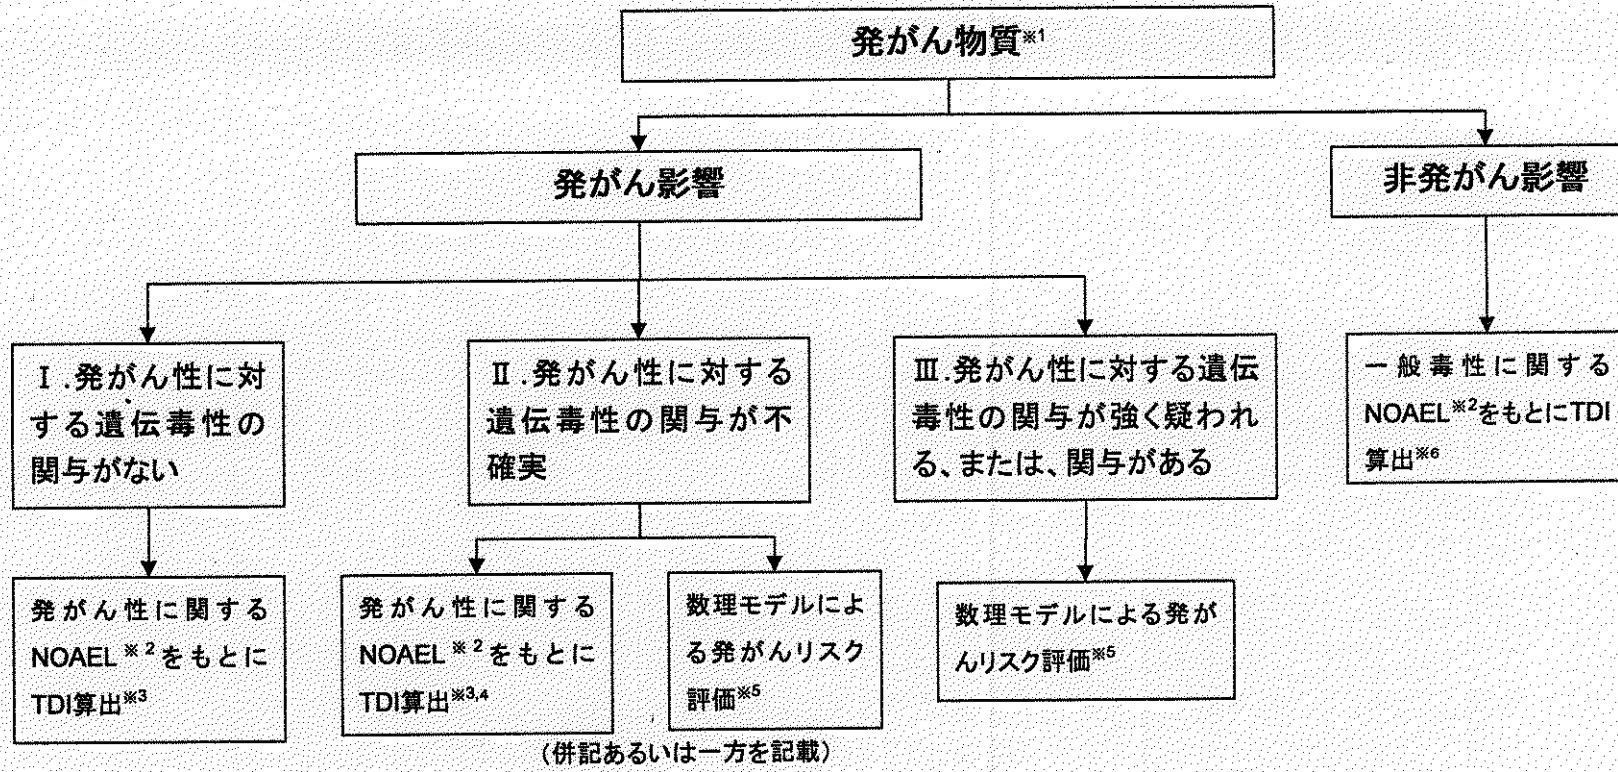 発がん物質※1
発がん影響
非発がん影響
Ⅰ.発がん性に対
する遺伝毒性の
関与がない
Ⅱ.発がん性に対する
遺伝毒性の関与が不
確実
Ⅲ.発がん性に対する遺伝
毒性の関与が強く疑われ
る、または、関与がある
一般毒性に関する
NOAEL※2をもとにTDI
算出※6
発がん性に関する
NOAEL※2をもとに
TDI算出※3
発がん性に関する
NOAEL※2をもとに
TDI算出※3,4
数理モデルによ
る発がんリスク
評価※5
数理モデルによる発が
んリスク評価※5
(併記あるいは一方を記載)